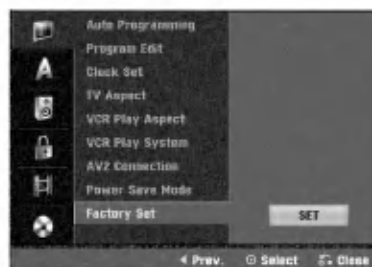 Auto Programming
Program Edit
Clock Set
TV Aspect
VCR Play Aspect
VCR Play System
AV2 Connection
Power Save Mode
Factory Set SET
Prev. Select Close